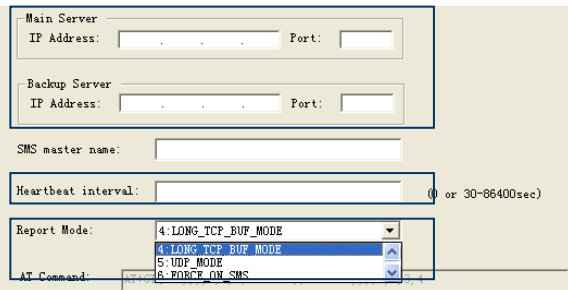 Main Server
IP Address: . . . Port:
Backup Server
IP Address: . . . Port:
SMS master name:
Heartbeat interval: (0 or 30-86400sec)
Report Mode: 4:LONG_TCP_BUF_MODE
4:LONG_TCP_BUF_MODE
5:UDP_MODE
6:FORCE_ON_SMS
AT Command: